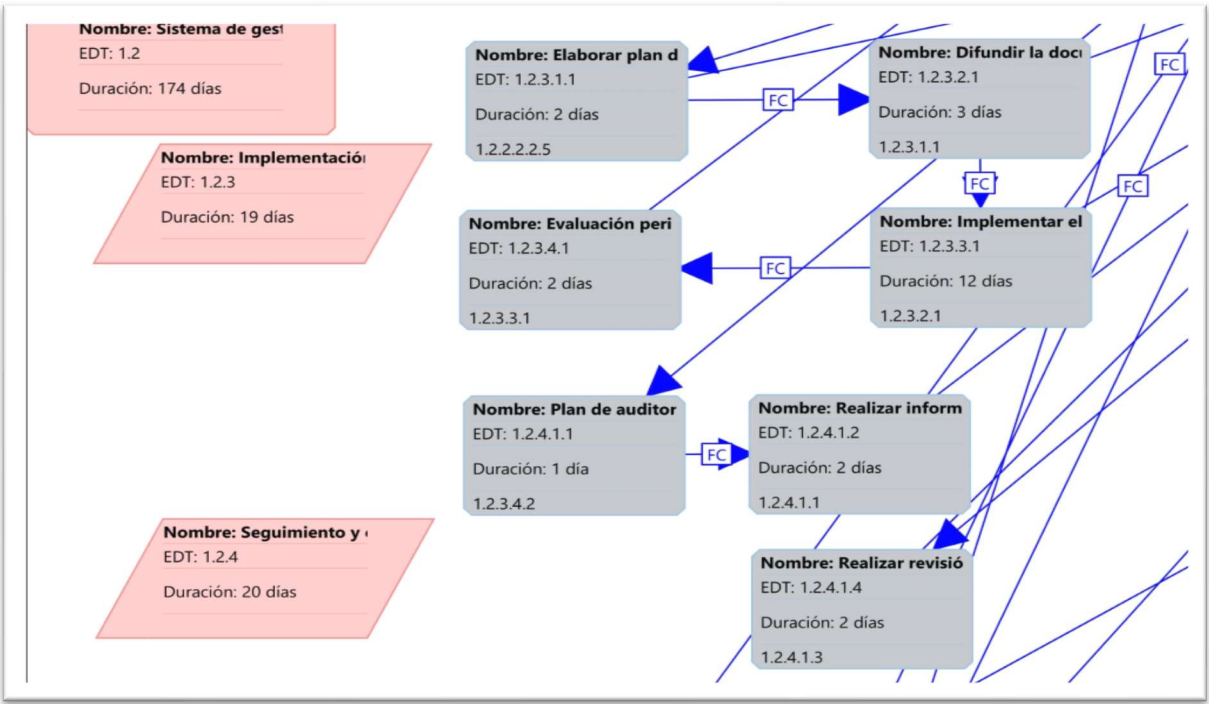 Nombre: Sistema de gest
EDT: 1.2
Duración: 174 días
Nombre: Elaborar plan d
EDT: 1.2.3.1.1
Duración: 2 días
1.2.2.2.2.5
FC
Nombre: Difundir la doc
EDT: 1.2.3.2.1
Duración: 3 días
1.2.3.1.1
FC
Nombre: Implementació
EDT: 1.2.3
Duración: 19 días
FC
FC
Nombre: Evaluación peri
EDT: 1.2.3.4.1
Duración: 2 días
1.2.3.3.1
FC
Nombre: Implementar el
EDT: 1.2.3.3.1
Duración: 12 días
1.2.3.2.1
Nombre: Plan de auditor
EDT: 1.2.4.1.1
Duración: 1 día
1.2.3.4.2
FC
Nombre: Realizar inform
EDT: 1.2.4.1.2
Duración: 2 días
1.2.4.1.1
Nombre: Seguimiento y
EDT: 1.2.4
Duración: 20 días
Nombre: Realizar revisió
EDT: 1.2.4.1.4
Duración: 2 días
1.2.4.1.3